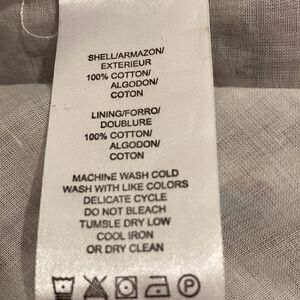 SHELL/ARMAZON/
EXTERIEUR
100% COTTON/
ALGODON/
COTON
LINING/FORRO/
DOUBLURE
100% COTTON/
ALGODON/
COTON
MACHINE WASH COLD
WASH WITH LIKE COLORS
DELICATE CYCLE
DO NOT BLEACH
TUMBLE DRY LOW
COOL IRON
OR DRY CLEAN
P